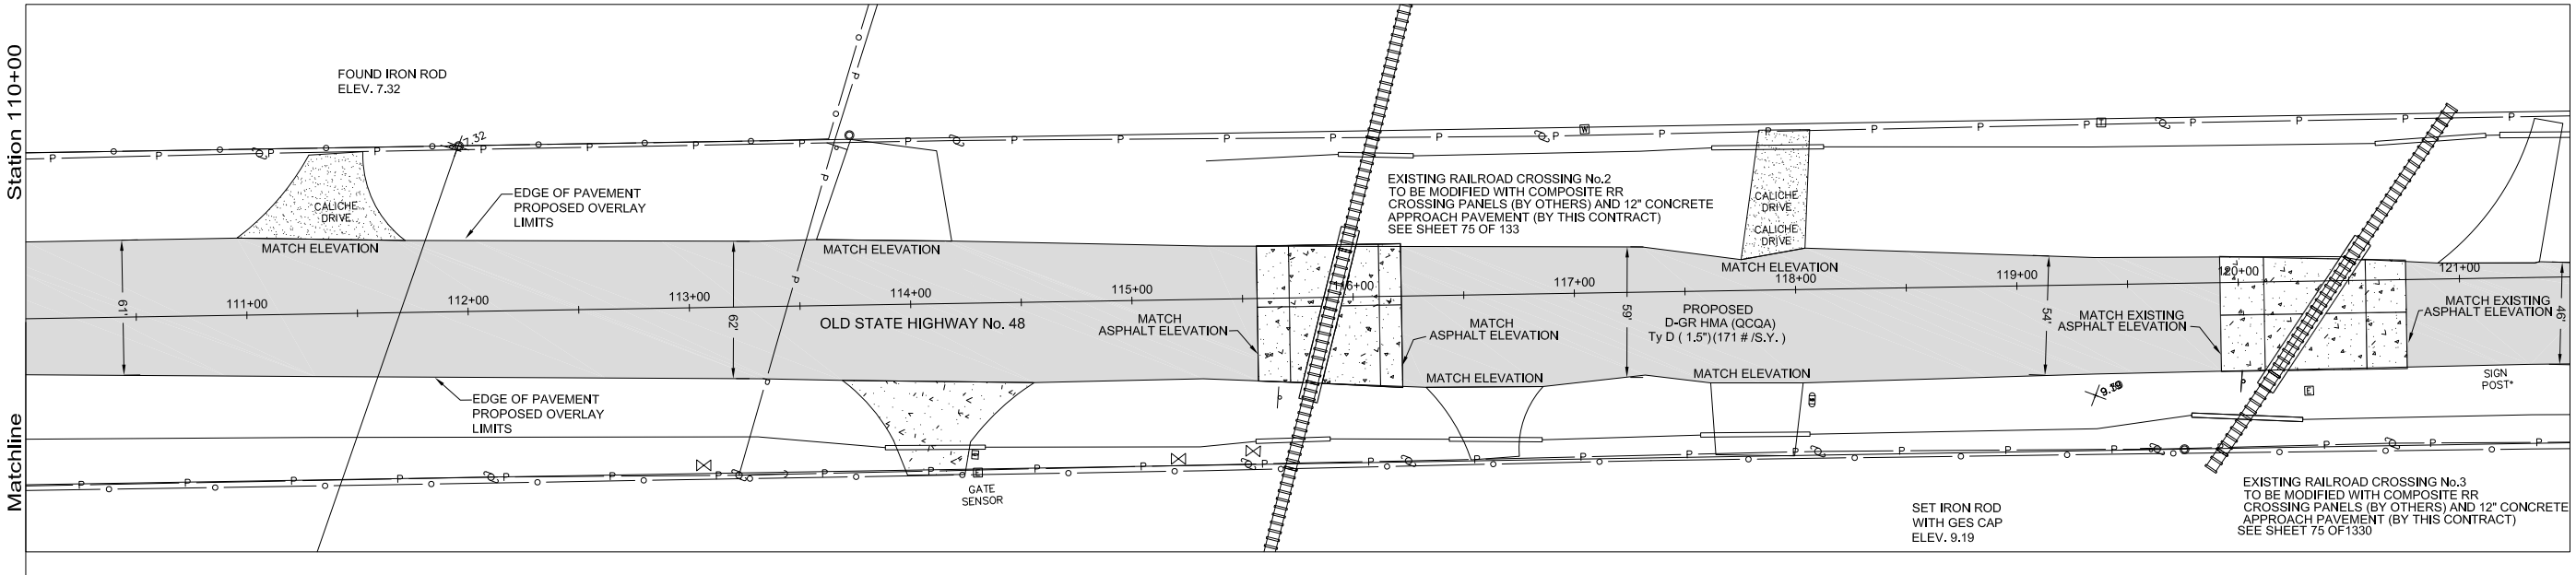 Station 110+00
Matchline
FOUND IRON ROD
ELEV. 7.32
7.32
CALICHE
DRIVE
EDGE OF PAVEMENT
PROPOSED OVERLAY
LIMITS
MATCH ELEVATION
MATCH ELEVATION
EXISTING RAILROAD CROSSING No.2
TO BE MODIFIED WITH COMPOSITE RR
CROSSING PANELS (BY OTHERS) AND 12" CONCRETE
APPROACH PAVEMENT (BY THIS CONTRACT)
SEE SHEET 75 OF 133
W
T
CALICHE
DRIVE
CALICHE
DRIVE
MATCH ELEVATION
61'
111+00
112+00
113+00
62'
114+00
115+00
116+00
117+00
59'
118+00
119+00
54'
120+00
121+00
46'
OLD STATE HIGHWAY No. 48
MATCH
ASPHALT ELEVATION
MATCH
ASPHALT ELEVATION
PROPOSED
D-GR HMA (QCQA)
Ty D ( 1.5")(171 # /S.Y. )
MATCH EXISTING
ASPHALT ELEVATION
MATCH EXISTING
ASPHALT ELEVATION
MATCH ELEVATION
MATCH ELEVATION
EDGE OF PAVEMENT
PROPOSED OVERLAY
LIMITS
E
GATE
SENSOR
E
SIGN
POST*
SET IRON ROD
WITH GES CAP
ELEV. 9.19
EXISTING RAILROAD CROSSING No.3
TO BE MODIFIED WITH COMPOSITE RR
CROSSING PANELS (BY OTHERS) AND 12" CONCRETE
APPROACH PAVEMENT (BY THIS CONTRACT)
SEE SHEET 75 OF1330